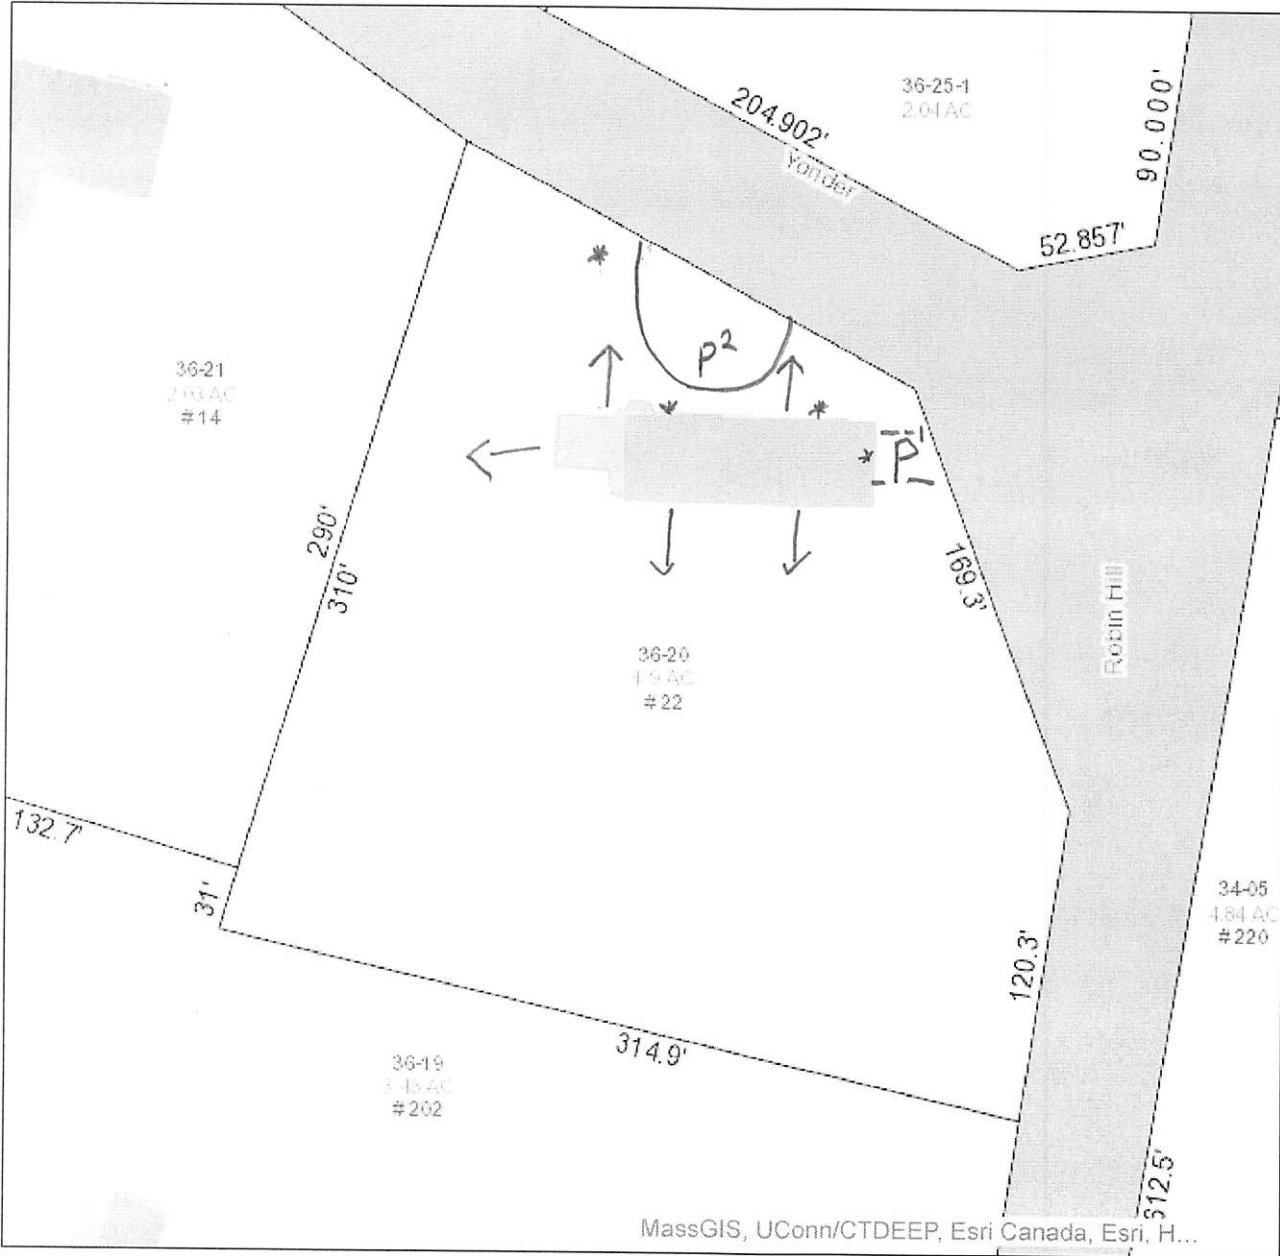 204.902'
Yonder
36-25-1
2.04 AC
90.000'
52.857'
*
P2
36-21
2.03 AC
#14
*
*
*
P1
290'
310'
169.3'
Robin Hill
36-20
1.9 AC
#22
132.7'
31'
34-05
4.84 AC
#220
120.3'
314.9'
36-19
3.43 AC
#202
312.5'
MassGIS, UConn/CTDEEP, Esri Canada, Esri, H...